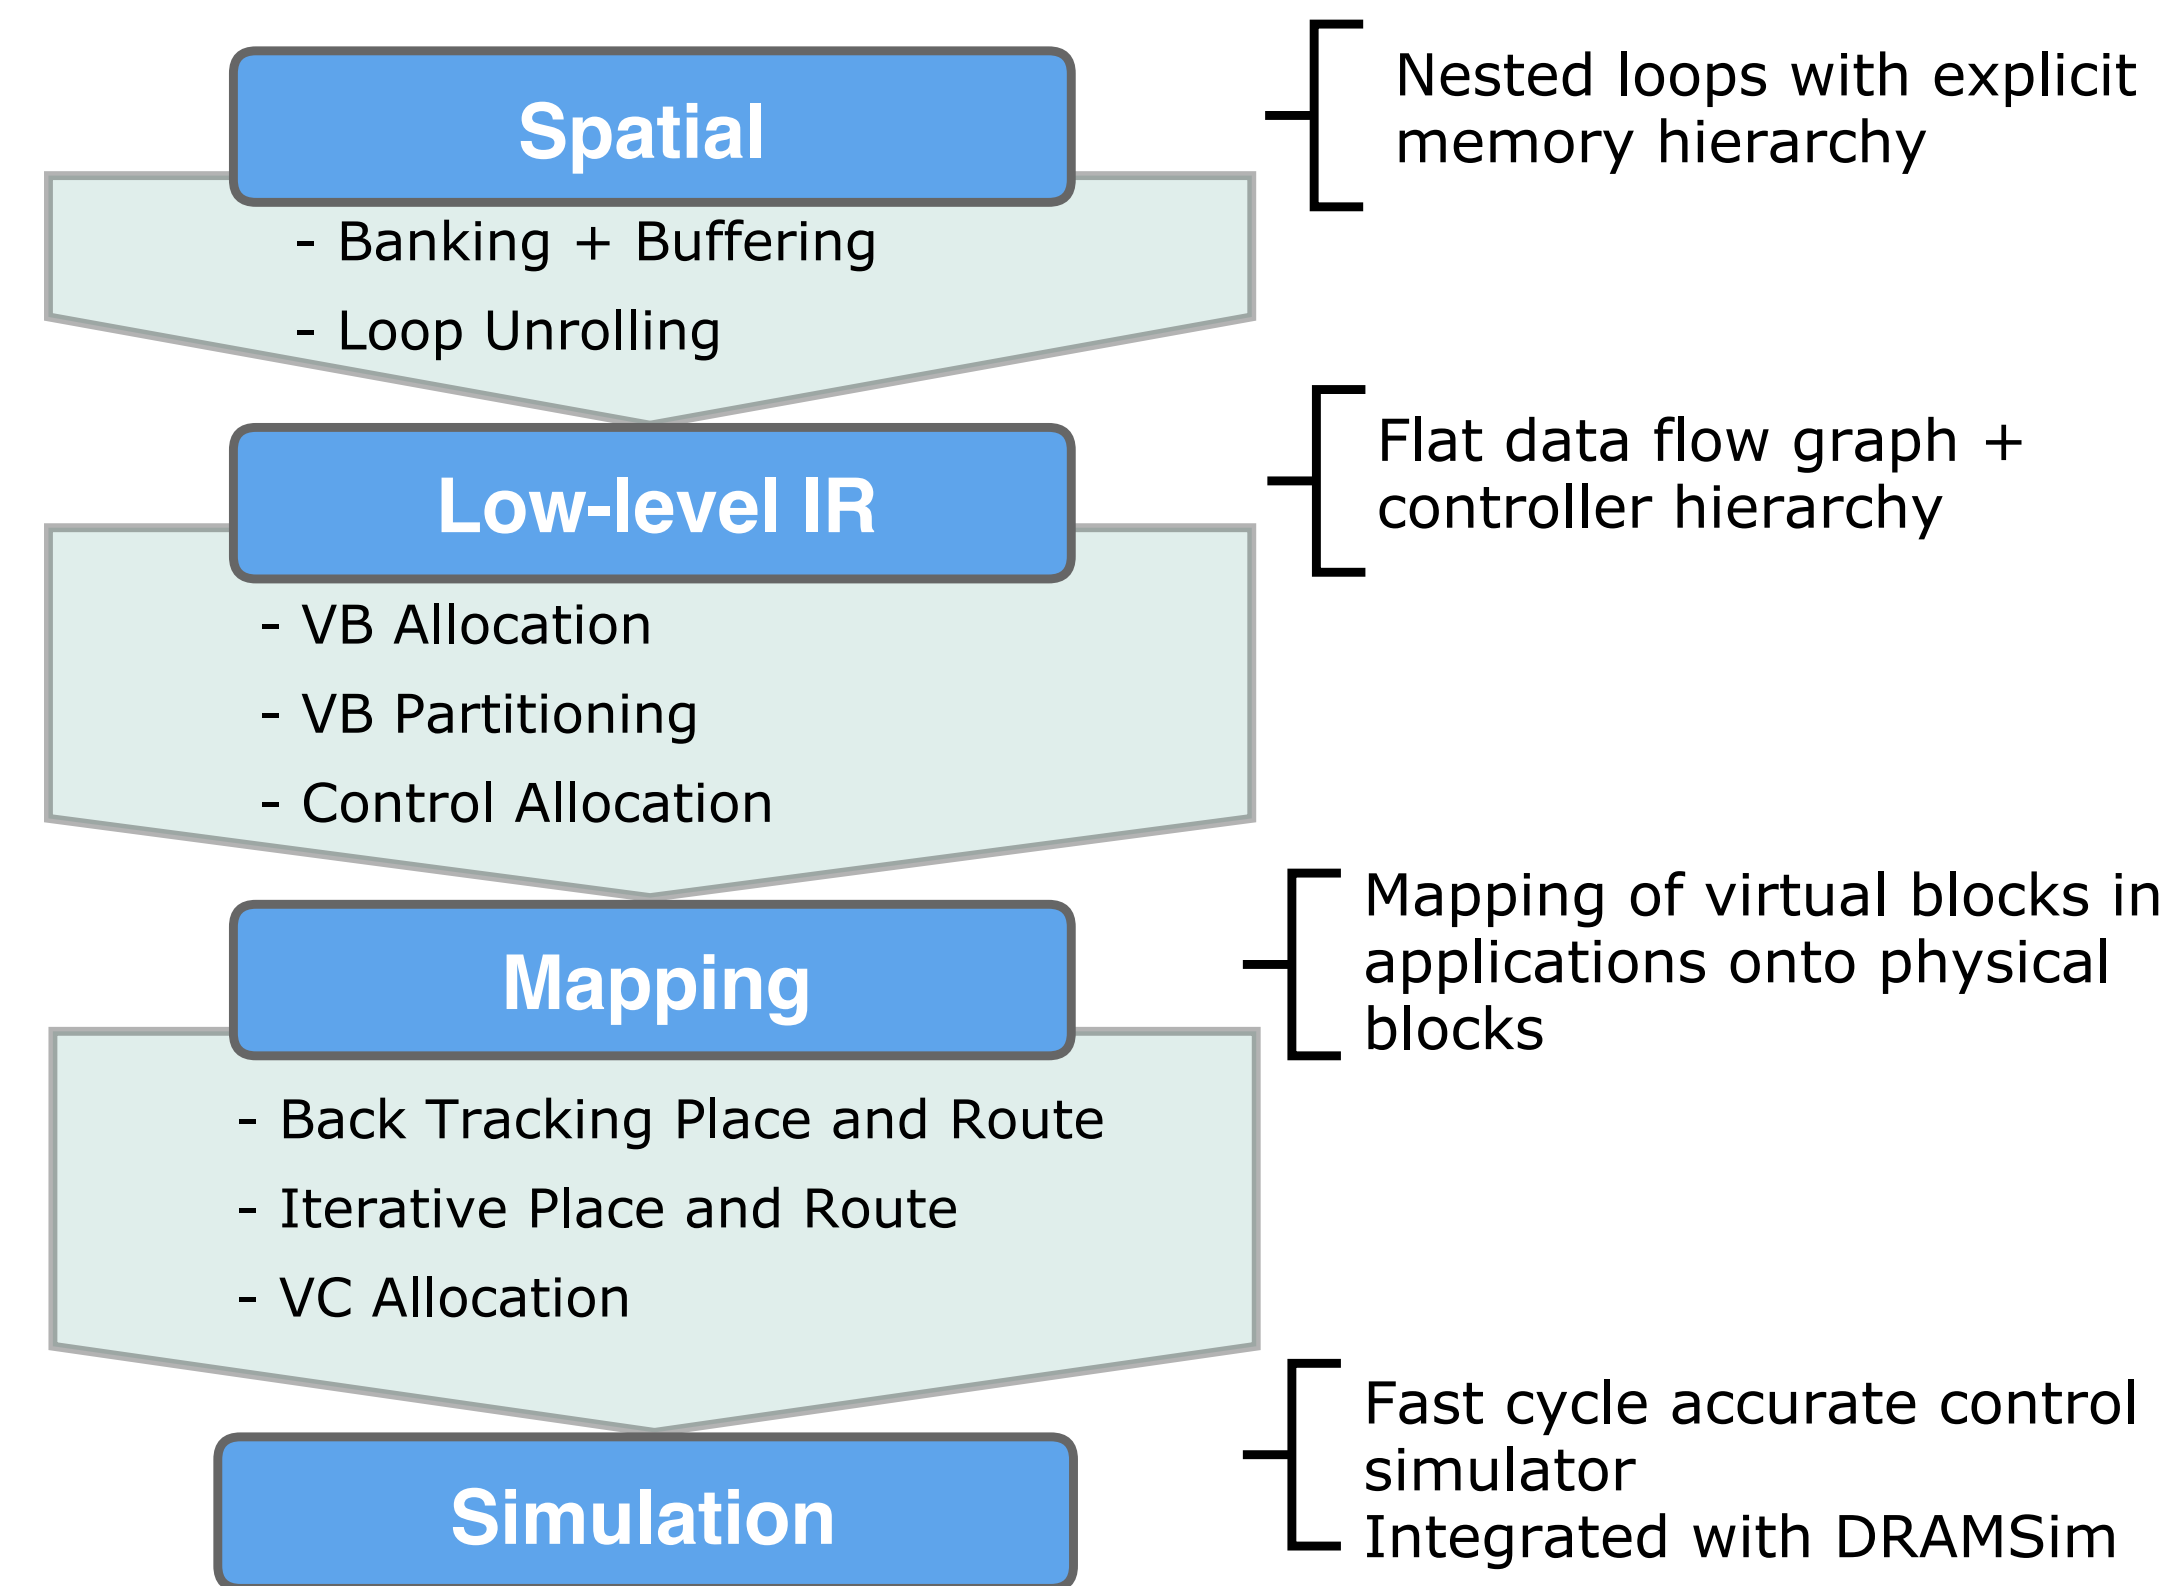 Spatial
Nested loops with explicit
memory hierarchy
- Banking + Buffering
- Loop Unrolling
Low-level IR
Flat data flow graph +
controller hierarchy
- VB Allocation
- VB Partitioning
- Control Allocation
Mapping
Mapping of virtual blocks in
applications onto physical
blocks
- Back Tracking Place and Route
- Iterative Place and Route
- VC Allocation
Simulation
Fast cycle accurate control
simulator
Integrated with DRAMSim